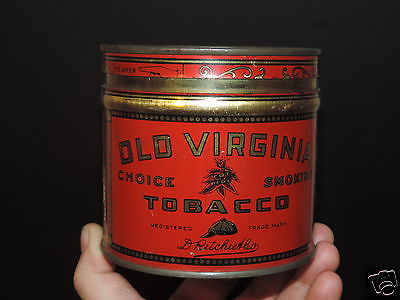 TO OPEN
OLD VIRGINIA
CHOICE SMOKING
TOBACCO
REGISTERED TRADE MARK
D. Ritchie & Co